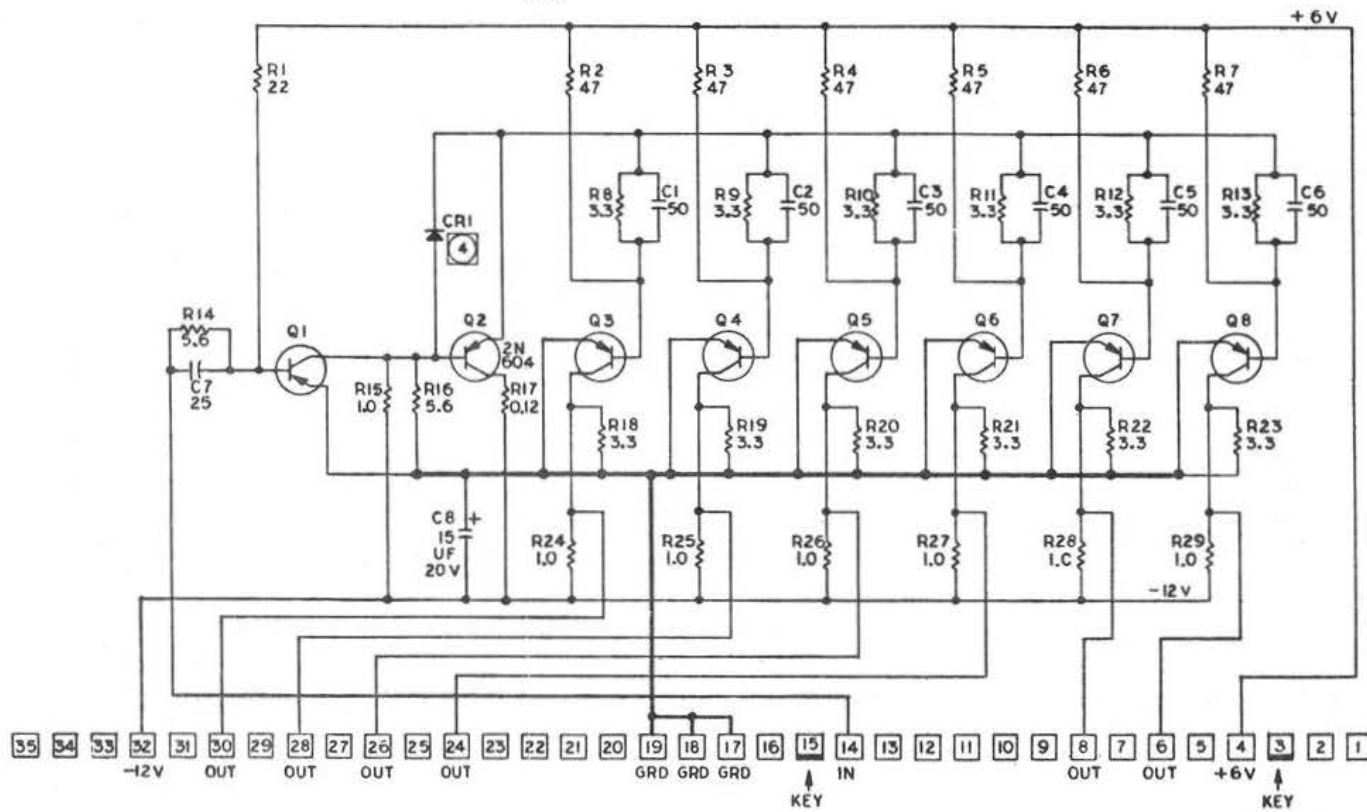 +6V
R1
22
R2
47
R3
47
R4
47
R5
47
R6
47
R7
47
R8
3.3
C1
50
R9
3.3
C2
50
R10
3.3
C3
50
R11
3.3
C4
50
R12
3.3
C5
50
R13
3.3
C6
50
CR1
4
R14
5.6
C7
25
Q1
Q2
2N
604
Q3
Q4
Q5
Q6
Q7
Q8
R15
1.0
R16
5.6
R17
0.12
R18
3.3
R19
3.3
R20
3.3
R21
3.3
R22
3.3
R23
3.3
C8 +
15
UF
20V
R24
1.0
R25
1.0
R26
1.0
R27
1.0
R28
1.0
R29
1.0
-12V
35 34 33 32 31 30 29 28 27 26 25 24 23 22 21 20 19 18 17 16 15 14 13 12 11 10 9 8 7 6 5 4 3 2 1
-12V OUT OUT OUT OUT GRD GRD GRD IN OUT OUT +6V
KEY KEY